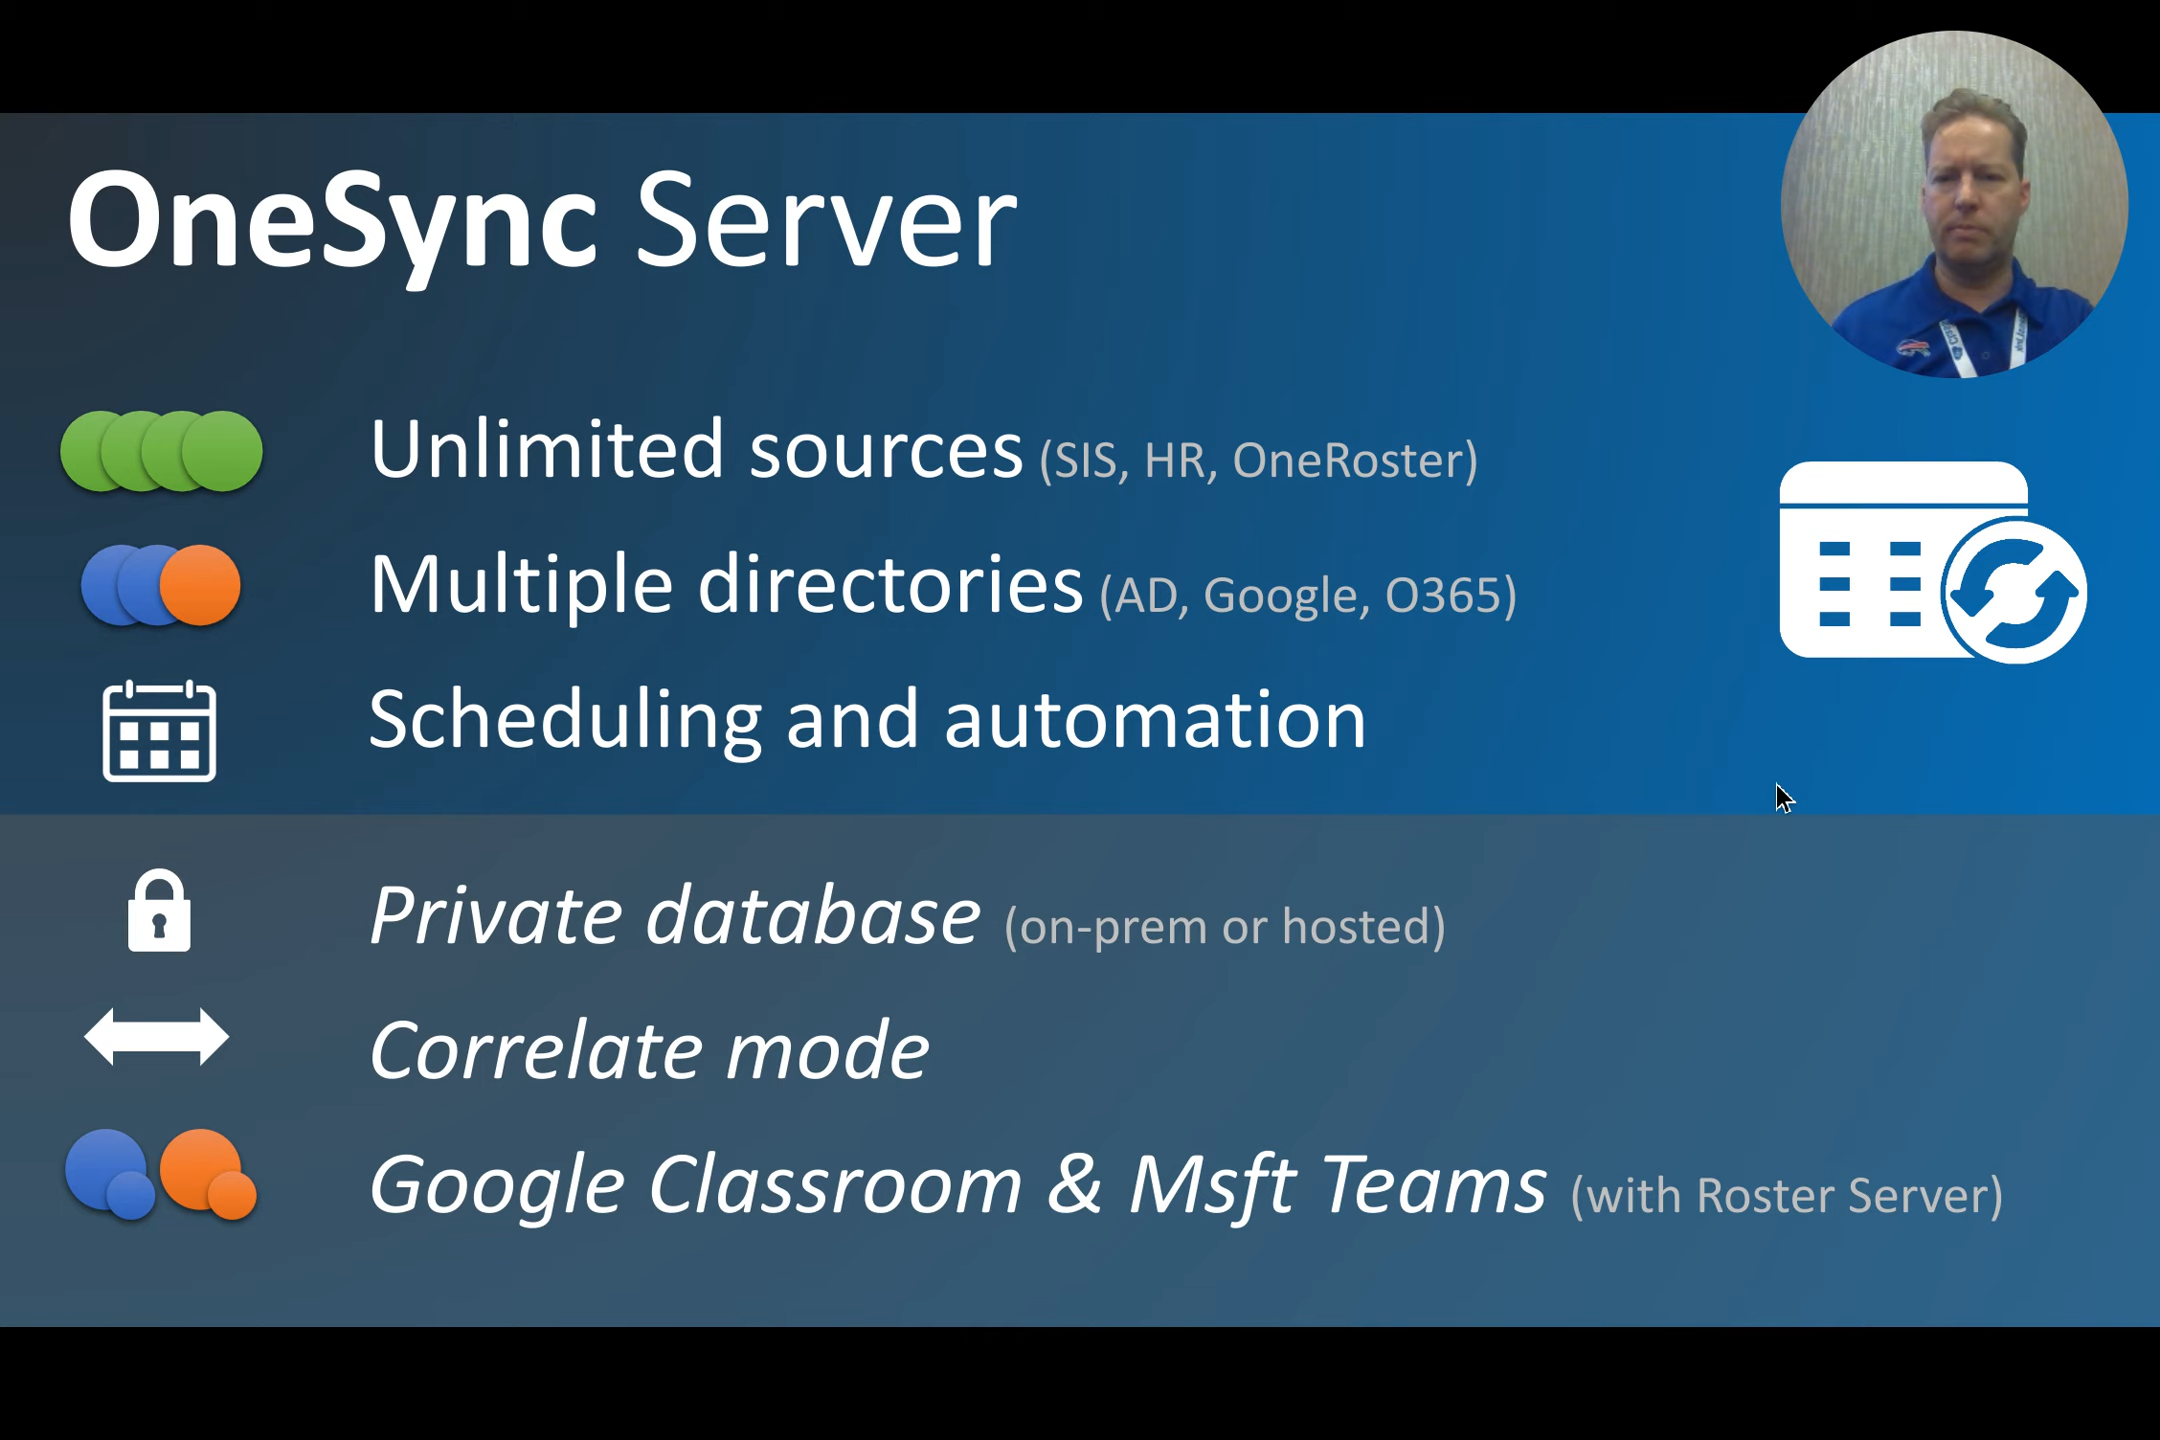 OneSync Server
Unlimited sources (SIS, HR, OneRoster)
Multiple directories (AD, Google, O365)
Scheduling and automation
Private database (on-prem or hosted)
Correlate mode
Google Classroom & Msft Teams (with Roster Server)